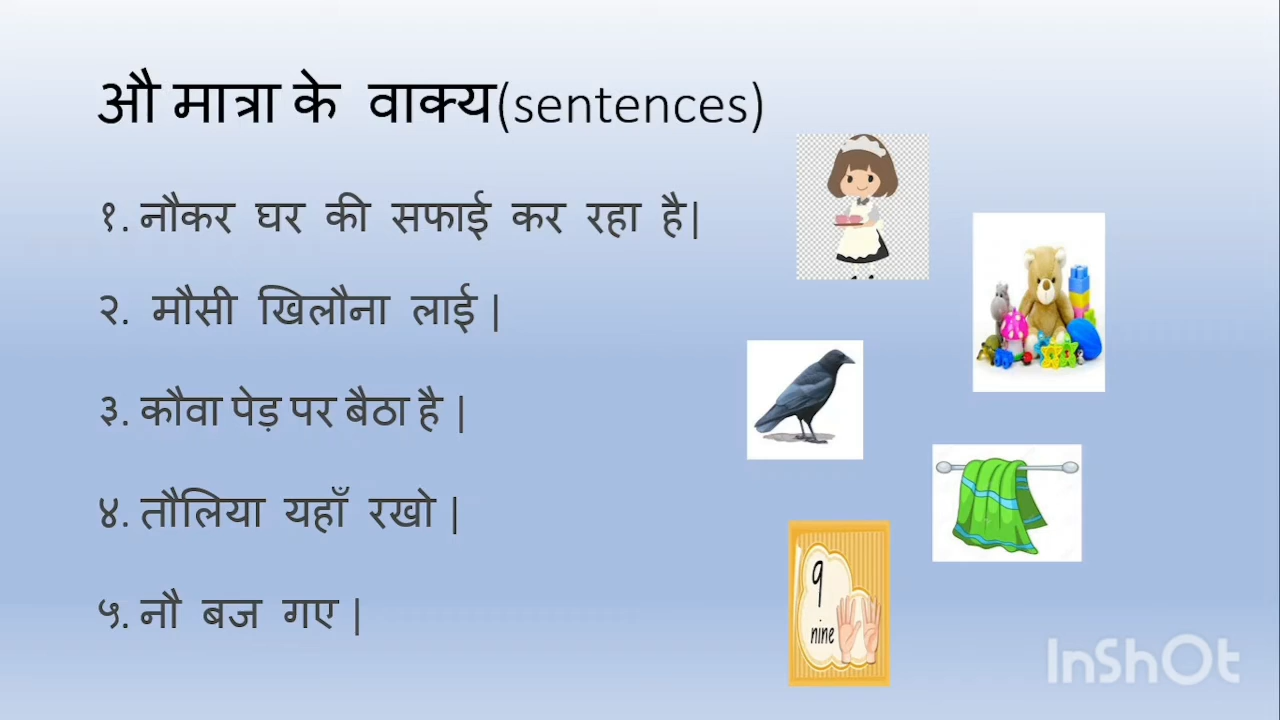 औ मात्रा के वाक्य(sentences)
१. नौकर घर की सफाई कर रहा है|
२. मौसी खिलौना लाई |
३. कौवा पेड़ पर बैठा है |
४. तौलिया यहाँ रखो |
५. नौ बज गए |
9
nine
InShOt